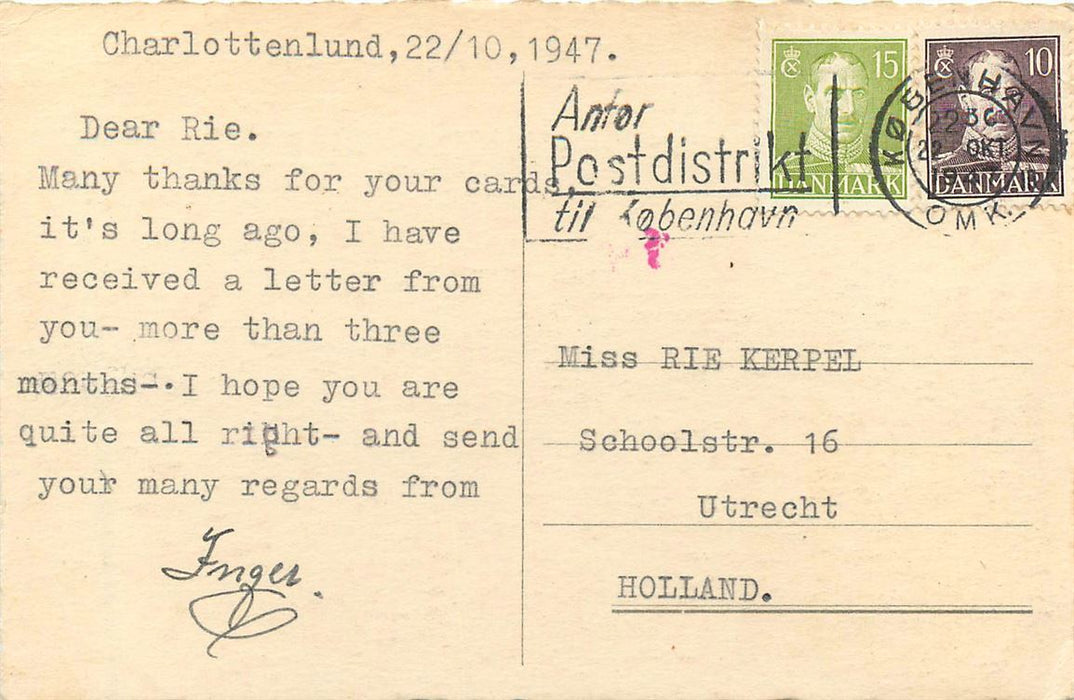 Charlottenlund,22/10,1947.
Dear Rie.
Many thanks for your cards,
it's long ago, I have
received a letter from
you- more than three
months-.I hope you are
quite all right- and send
your many regards from
Inger.
Anfør
Postdistrikt
til København
15
DANMARK
10
DANMARK
KØBENHAVN
OKT
OMK.
Miss RIE KERPEL
Schoolstr. 16
Utrecht
HOLLAND.